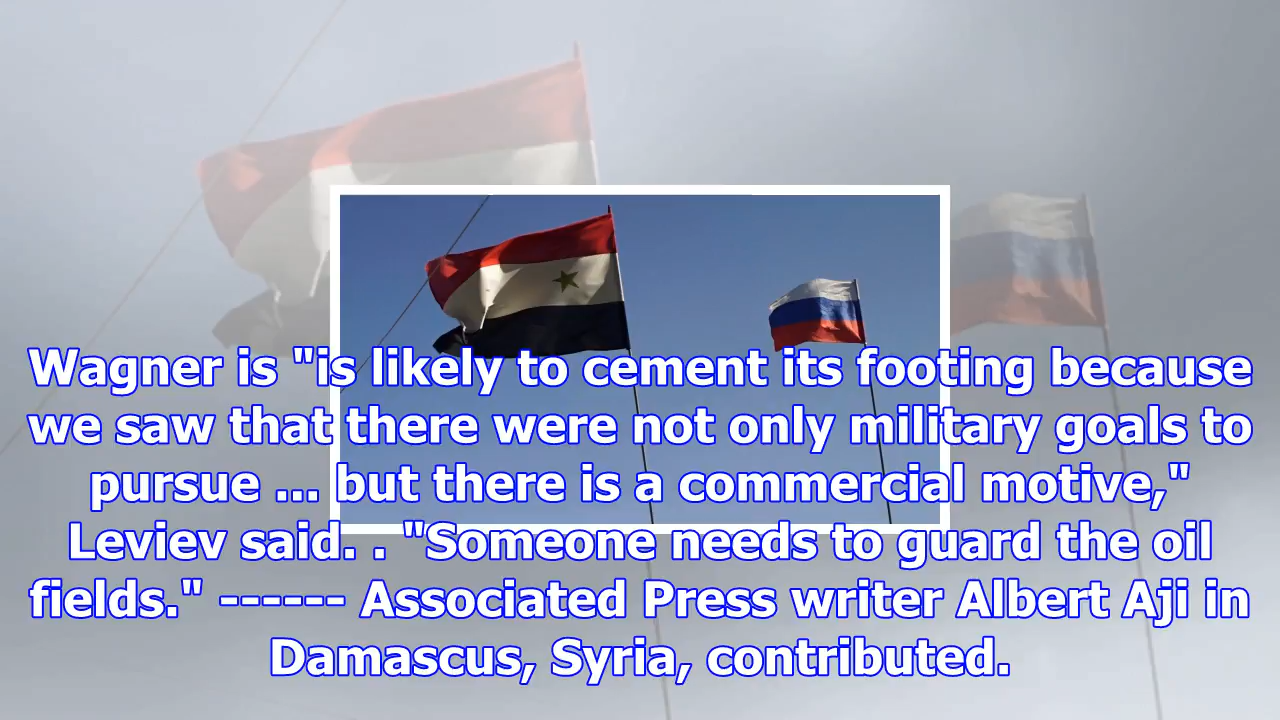 Wagner is "is likely to cement its footing because
we saw that there were not only military goals to
pursue ... but there is a commercial motive,"
Leviev said. . "Someone needs to guard the oil
fields." ------ Associated Press writer Albert Aji in
Damascus, Syria, contributed.